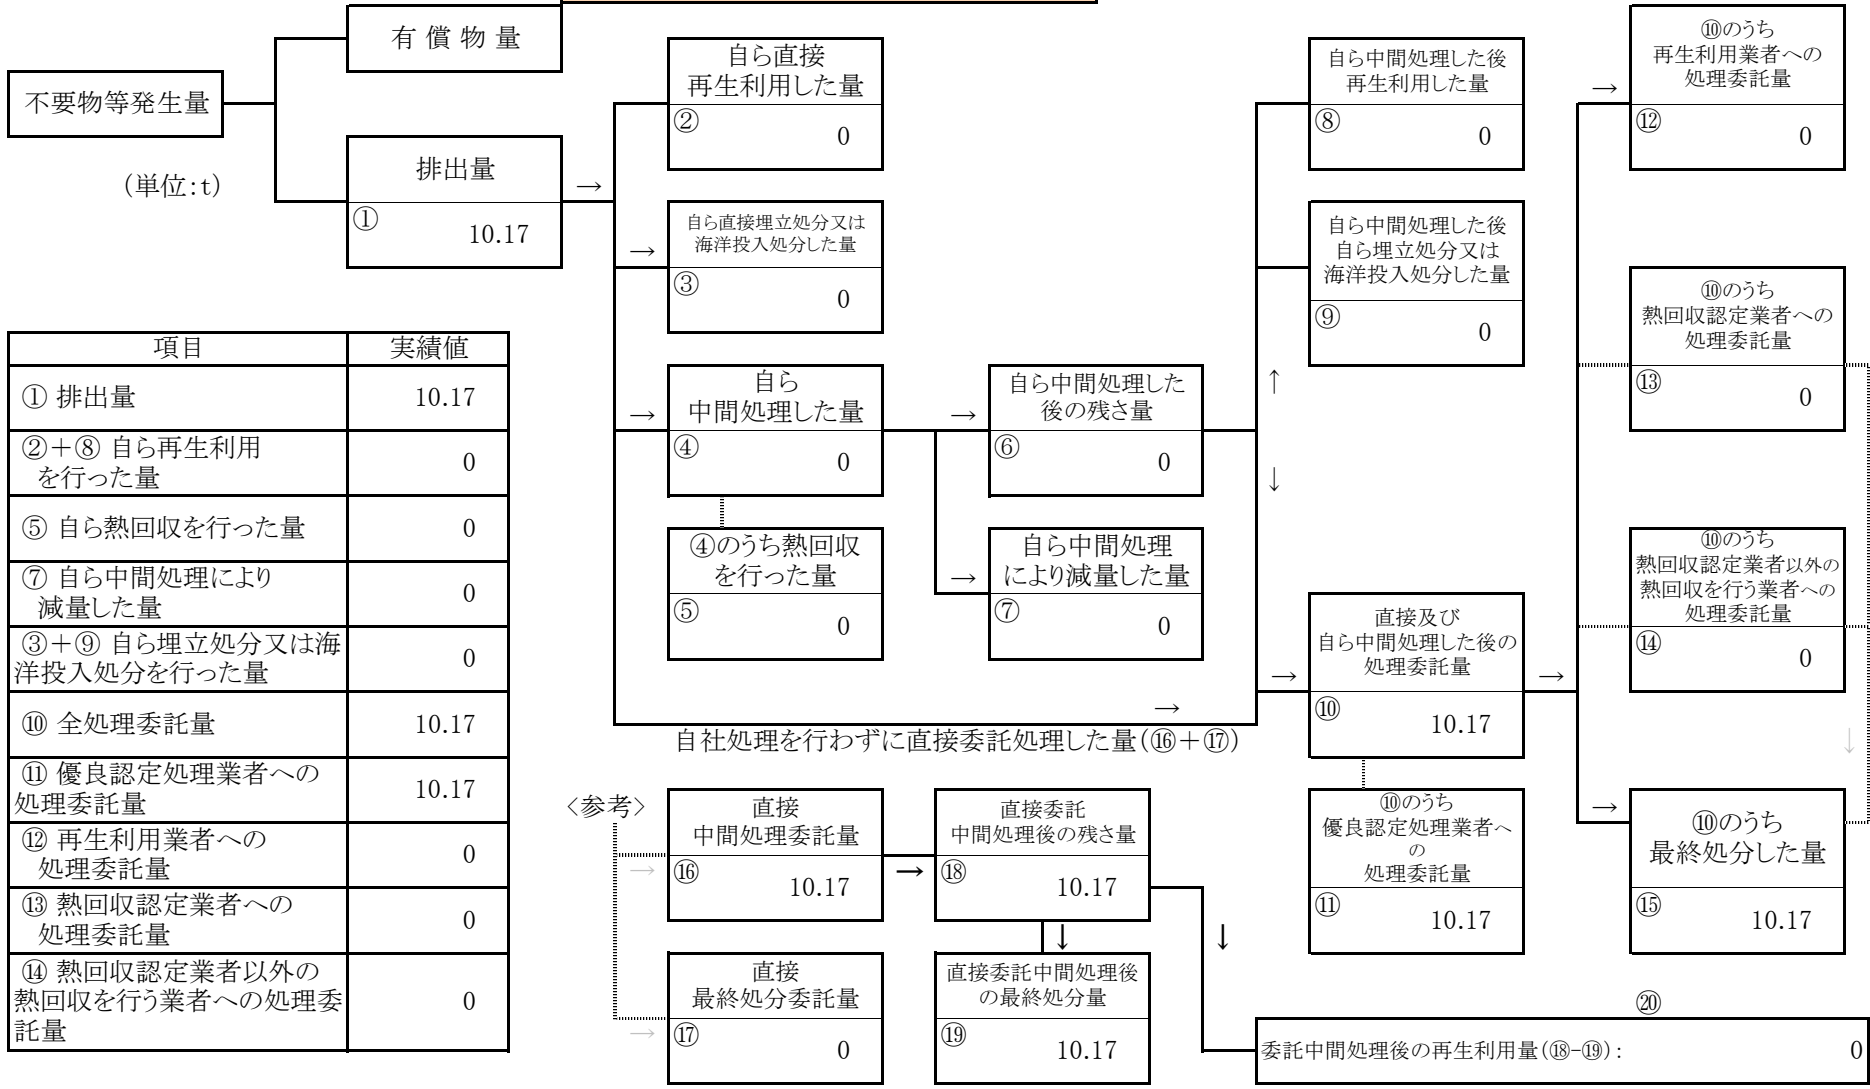 有 償 物 量
不要物等発生量
(単位:t)
排出量
①
10.17
→
自ら直接
再生利用した量
②
0
→
自ら直接埋立処分又は
海洋投入処分した量
③
0
→
自ら
中間処理した量
④
0
④のうち熱回収
を行った量
⑤
0
→
自ら中間処理した
後の残さ量
⑥
0
→
自ら中間処理
により減量した量
⑦
0
自ら中間処理した後
再生利用した量
⑧
0
自ら中間処理した後
自ら埋立処分又は
海洋投入処分した量
⑨
0
↑
↓
→
自社処理を行わずに直接委託処理した量(⑯+⑰)
→
直接及び
自ら中間処理した後の
処理委託量
⑩
10.17
⑩のうち
優良認定処理業者へ
の
処理委託量
⑪
10.17
→
→
⑩のうち
再生利用業者への
処理委託量
⑫
0
⑩のうち
熱回収認定業者への
処理委託量
⑬
0
⑩のうち
熱回収認定業者以外の
熱回収を行う業者への
処理委託量
⑭
0
↓
→
⑩のうち
最終処分した量
⑮
10.17
項目 実績値
① 排出量 10.17
②+⑧ 自ら再生利用
を行った量 0
⑤ 自ら熱回収を行った量 0
⑦ 自ら中間処理により
減量した量 0
③+⑨ 自ら埋立処分又は海
洋投入処分を行った量 0
⑩ 全処理委託量 10.17
⑪ 優良認定処理業者への
処理委託量 10.17
⑫ 再生利用業者への
処理委託量 0
⑬ 熱回収認定業者への
処理委託量 0
⑭ 熱回収認定業者以外の
熱回収を行う業者への処理委
託量 0
<参考>
→
直接
中間処理委託量
⑯
10.17
→
直接委託
中間処理後の残さ量
⑱
10.17
↓
↓
→
直接
最終処分委託量
⑰
0
直接委託中間処理後
の最終処分量
⑲
10.17
⑳
委託中間処理後の再生利用量(⑱-⑲): 0